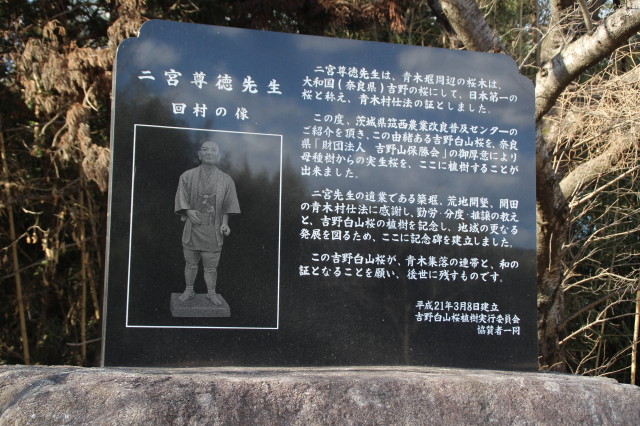 二宮尊徳先生
回村の像
二宮尊徳先生は、青木堰周辺の桜木は、
大和国(奈良県)吉野の桜にして、日本第一の
桜と称え、青木村仕法の証としました。
この度、茨城県筑西農業改良普及センターの
ご紹介を頂き、この由緒ある吉野白山桜を、奈良
県「財団法人 吉野山保勝会」の御厚意により
母種樹からの実生桜を、ここに植樹することが
出来ました。
二宮先生の遺業である築堰、荒地開墾、開田
の青木村仕法に感謝し、勤労・分度・推譲の教え
と、吉野白山桜の植樹を記念し、地域の更なる
発展を図るため、ここに記念碑を建立しました。
この吉野白山桜が、青木集落の連帯と、和の
証となることを願い、後世に残すものです。
平成21年3月8日建立
吉野白山桜植樹実行委員会
協賛者一同